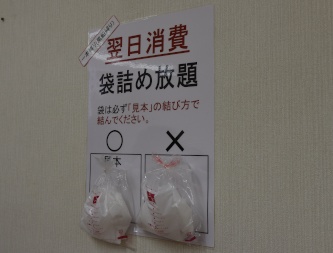 翌日消費
袋詰め放題
袋は必ず「見本」の結び方で
結んでください。
○ ×
見本